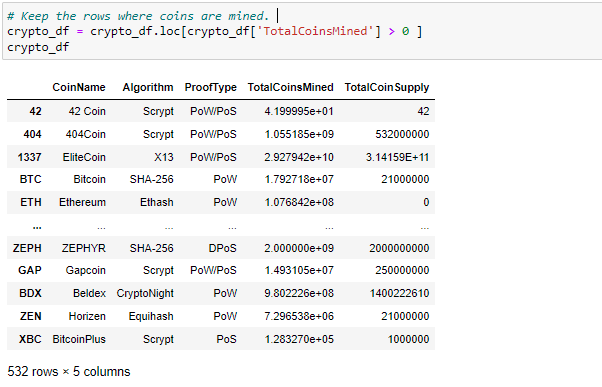 # Keep the rows where coins are mined.
crypto_df = crypto_df.loc[crypto_df['TotalCoinsMined'] > 0 ]
crypto_df
CoinName Algorithm ProofType TotalCoinsMined TotalCoinSupply
42 42 Coin Scrypt PoW/PoS 4.199995e+01 42
404 404Coin Scrypt PoW/PoS 1.055185e+09 532000000
1337 EliteCoin X13 PoW/PoS 2.927942e+10 3.14159E+11
BTC Bitcoin SHA-256 PoW 1.792718e+07 21000000
ETH Ethereum Ethash PoW 1.076842e+08 0
... ... ... ... ... ...
ZEPH ZEPHYR SHA-256 DPoS 2.000000e+09 2000000000
GAP Gapcoin Scrypt PoW/PoS 1.493105e+07 250000000
BDX Beldex CryptoNight PoW 9.802226e+08 1400222610
ZEN Horizen Equihash PoW 7.296538e+06 21000000
XBC BitcoinPlus Scrypt PoS 1.283270e+05 1000000
532 rows × 5 columns